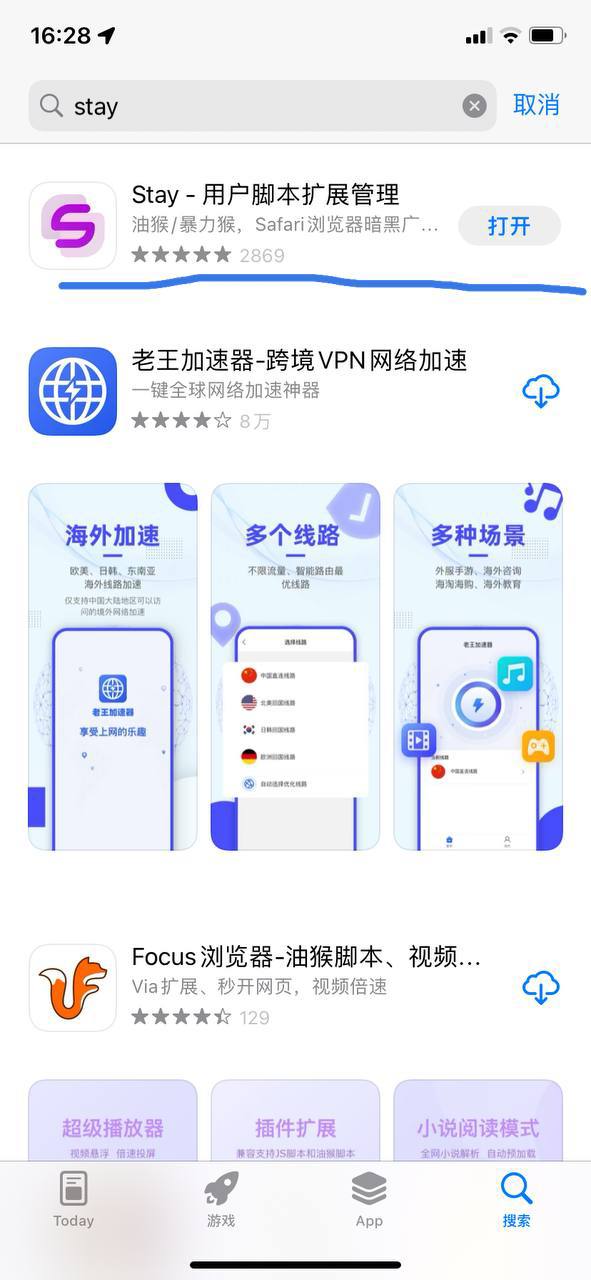 16:28
stay
取消
Stay - 用户脚本扩展管理
油猴/暴力猴，Safari浏览器暗黑广...
打开
2869
老王加速器-跨境VPN网络加速
一键全球网络加速神器
8万
海外加速
欧美、日韩、东南亚
海外线路加速
仅支持中国大陆地区可以访
问的境外网络加速
老王加速器
享受上网的乐趣
多个线路
不限流量、智能路由最
优线路
选择线路
中国直连线路
北美回国线路
日韩回国线路
欧洲回国线路
自动选择优化线路
多种场景
外服手游、海外咨询
海淘海购、海外教育
老王加速器
中国直连线路
Focus浏览器-油猴脚本、视频...
Via扩展、秒开网页，视频倍速
129
超级播放器
视频悬浮 倍速投屏
插件扩展
兼容支持JS脚本和油猴脚本
小说阅读模式
全网小说解析 自动预加载
Today
游戏
App
搜索